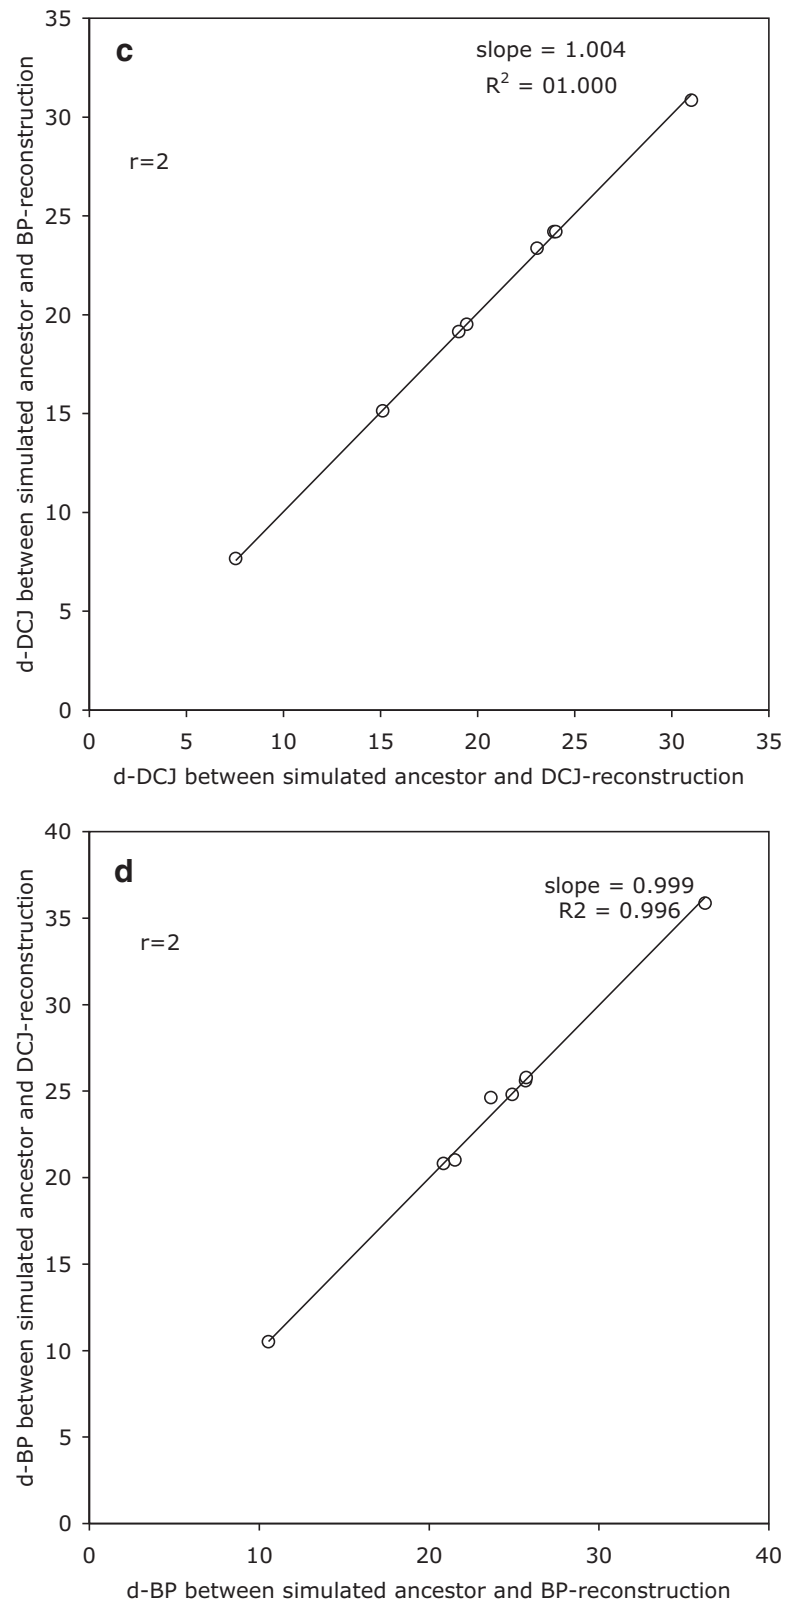 c
slope = 1.004
R² = 01.000
r=2
d-DCJ between simulated ancestor and BP-reconstruction
35
30
25
20
15
10
5
0
0 5 10 15 20 25 30 35
d-DCJ between simulated ancestor and DCJ-reconstruction
d
slope = 0.999
R2 = 0.996
r=2
d-BP between simulated ancestor and DCJ-reconstruction
40
35
30
25
20
15
10
5
0
0 10 20 30 40
d-BP between simulated ancestor and BP-reconstruction